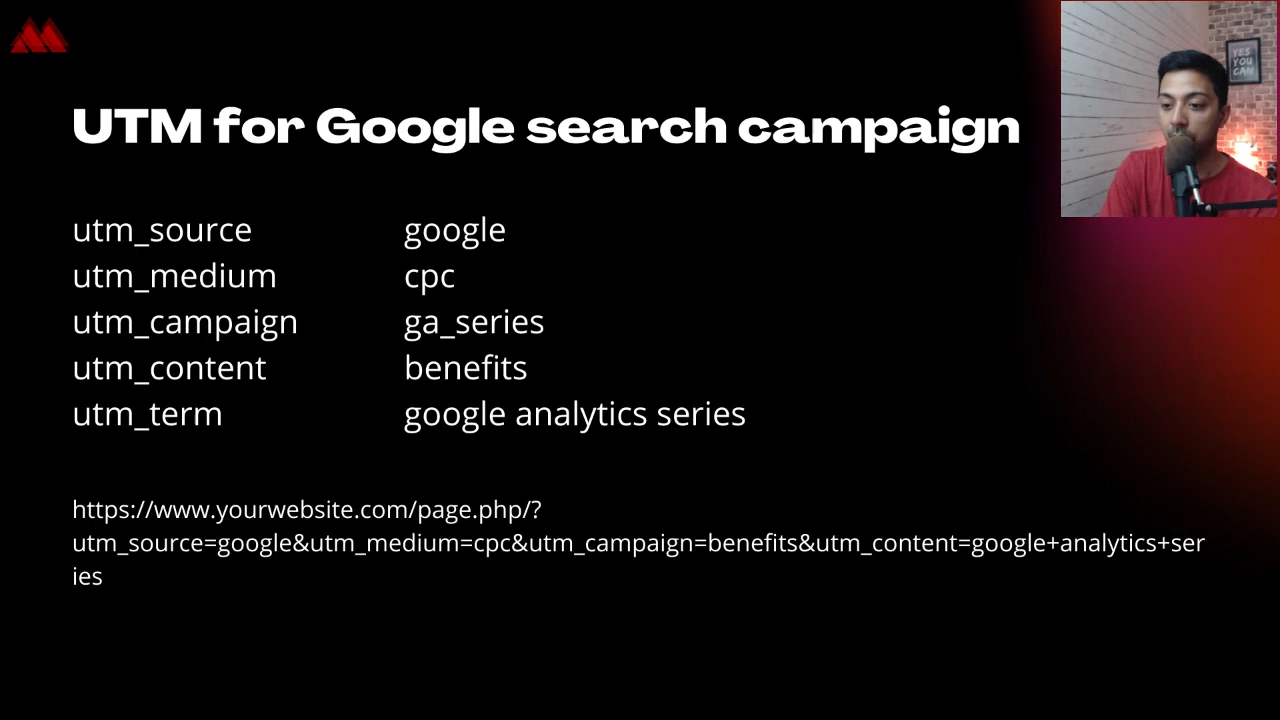 YES
YOU
CAN
UTM for Google search campaign
utm_source google
utm_medium cpc
utm_campaign ga_series
utm_content benefits
utm_term google analytics series
https://www.yourwebsite.com/page.php/?
utm_source=google&utm_medium=cpc&utm_campaign=benefits&utm_content=google+analytics+ser
ies